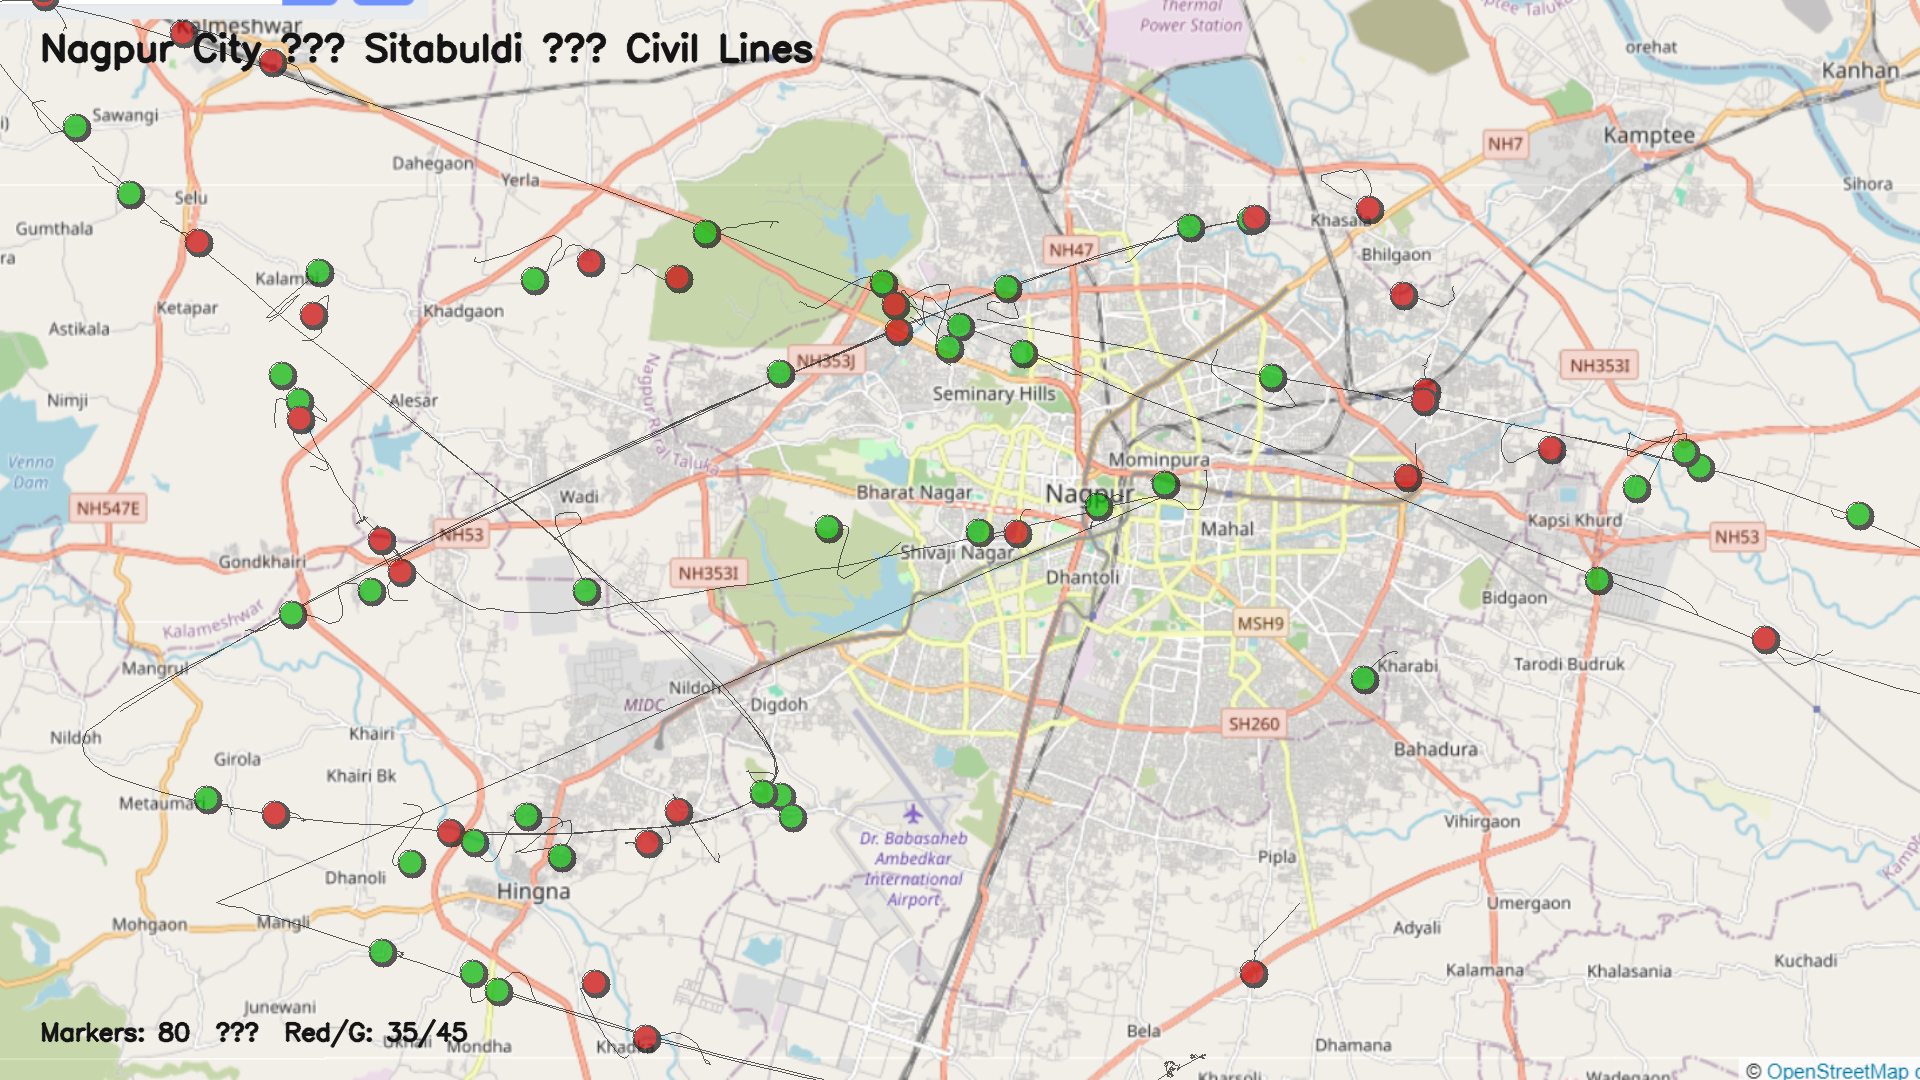 Kalmeshwar
Nagpur City ??? Sitabuldi ??? Civil Lines
Thermal
Power Station
ptee Taluka
orehat
Kanhan
Sawangi
i)
Kamptee
NH7
Dahegaon
Yerla
Sihora
Selu
Gumthala
Khasala
NH47
Bhilgaon
ra
Ketapar
Khadgaon
Astikala
NH353J
NH353I
Nagpur Rural Taluka
Seminary Hills
Nimji
Alesar
Venna
Dam
Mominpura
Bharat Nagar
Nagpur
Wadi
NH547E
NH53
Mahal
Kapsi Khurd
NH53
Shivaji Nagar
Gondkhairi
NH353I
Dhantoli
Bidgaon
Kalameshwar
MSH9
Mangrul
Kharabi
Tarodi Budruk
Nildoh
MIDC
Digdoh
SH260
Nildoh
Khairi
Bahadura
Girola
Khairi Bk
Metaumari
Vihirgaon
Dr. Babasaheb
Ambedkar
International
Airport
Pipla
Kamp
Dhanoli
Hingna
Umergaon
Mohgaon
Mangli
Adyali
Kalamana
Khalasania
Kuchadi
Junewani
Markers: 80 ??? Red/G: 35/45
Mondha
Khadka
Bela
Dhamana
Kharsoli
Wadegaon
© OpenStreetMap c